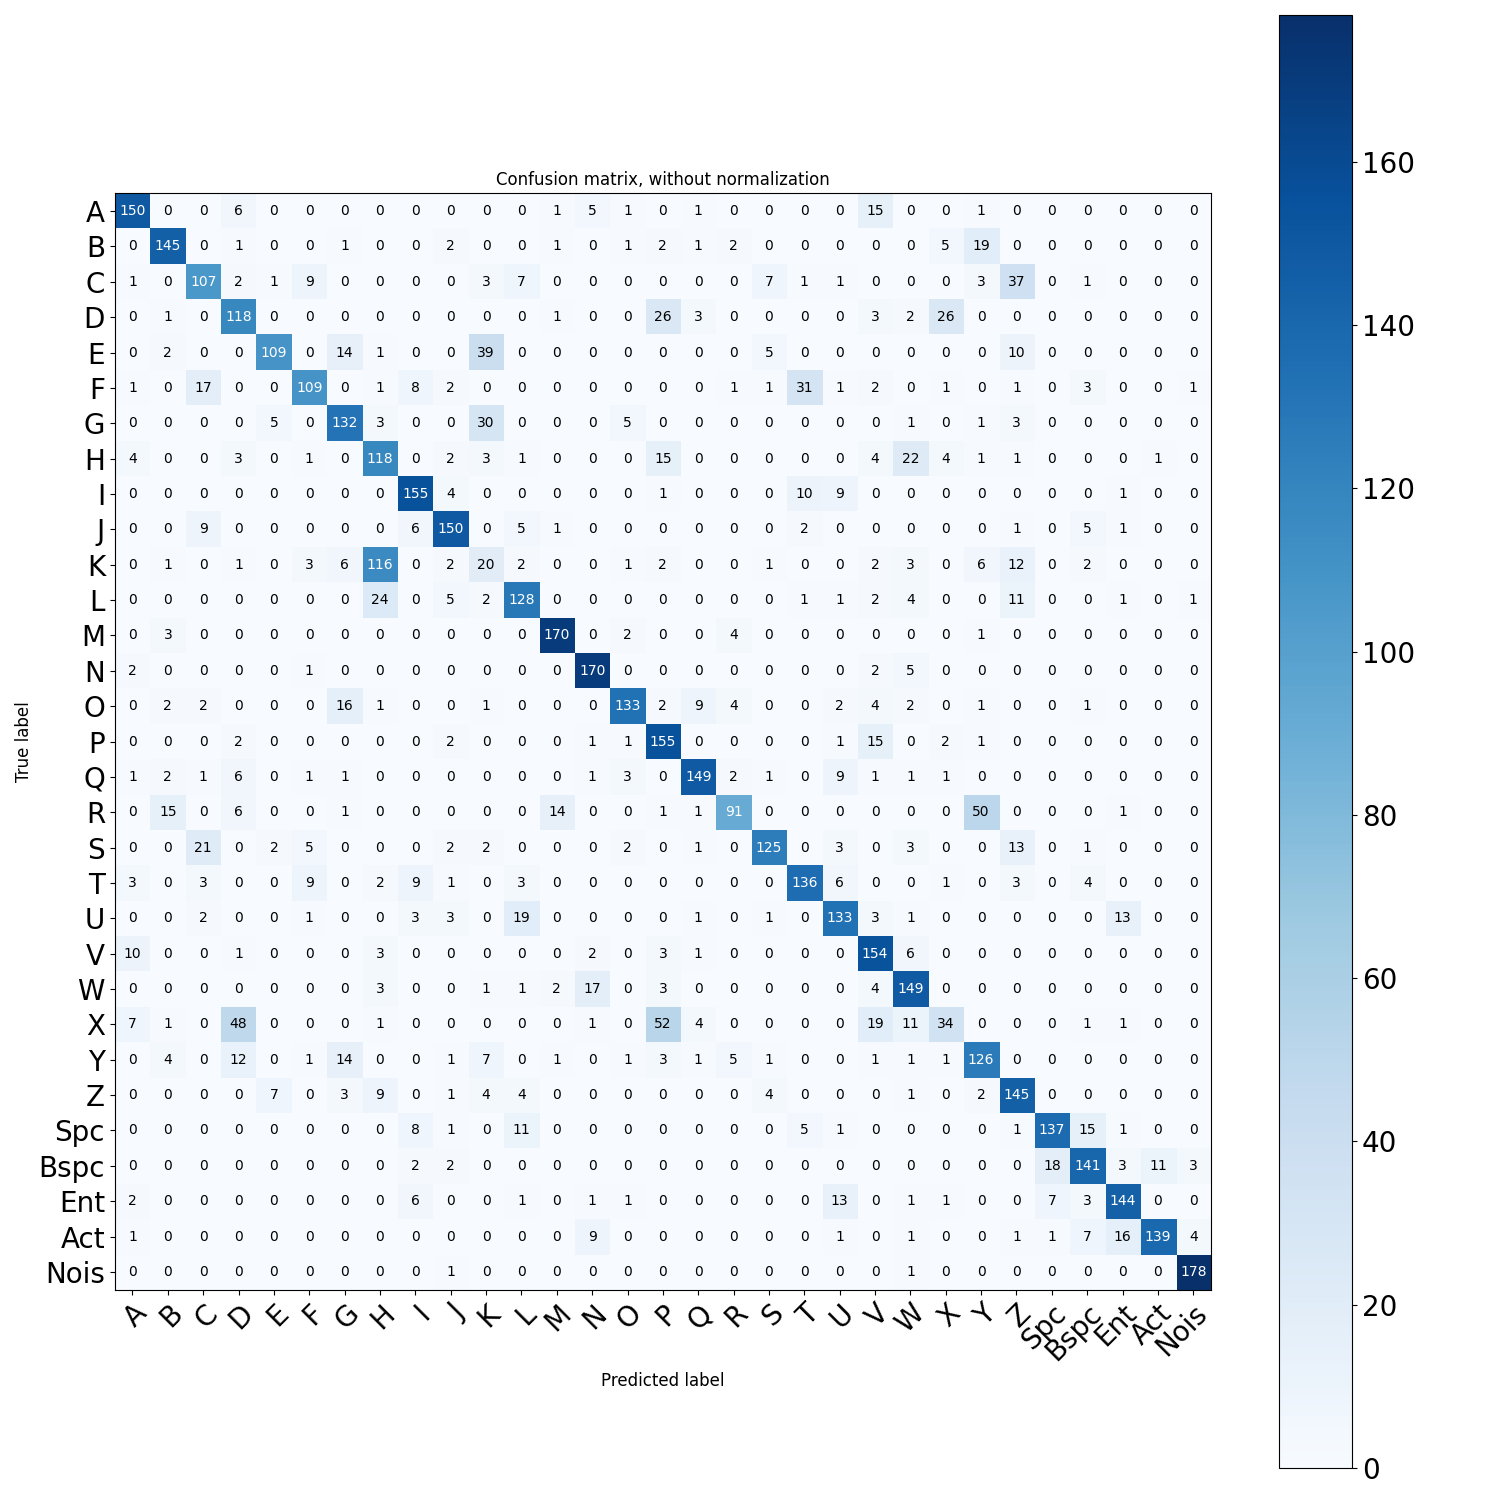 Confusion matrix, without normalization
A 150 0 0 6 0 0 0 0 0 0 0 0 1 5 1 0 1 0 0 0 0 15 0 0 1 0 0 0 0 0 0
B 0 145 0 1 0 0 1 0 0 2 0 0 1 0 1 2 1 2 0 0 0 0 0 5 19 0 0 0 0 0 0
C 1 0 107 2 1 9 0 0 0 0 3 7 0 0 0 0 0 0 7 1 1 0 0 0 3 37 0 1 0 0 0
D 0 1 0 118 0 0 0 0 0 0 0 0 1 0 0 26 3 0 0 0 0 3 2 26 0 0 0 0 0 0 0
E 0 2 0 0 109 0 14 1 0 0 39 0 0 0 0 0 0 0 5 0 0 0 0 0 0 10 0 0 0 0 0
F 1 0 17 0 0 109 0 1 8 2 0 0 0 0 0 0 0 1 1 31 1 2 0 1 0 1 0 3 0 0 1
G 0 0 0 0 5 0 132 3 0 0 30 0 0 0 5 0 0 0 0 0 0 0 1 0 1 3 0 0 0 0 0
H 4 0 0 3 0 1 0 118 0 2 3 1 0 0 0 15 0 0 0 0 0 4 22 4 1 1 0 0 0 1 0
I 0 0 0 0 0 0 0 0 155 4 0 0 0 0 0 1 0 0 0 10 9 0 0 0 0 0 0 0 1 0 0
J 0 0 9 0 0 0 0 0 6 150 0 5 1 0 0 0 0 0 0 2 0 0 0 0 0 1 0 5 1 0 0
K 0 1 0 1 0 3 6 116 0 2 20 2 0 0 1 2 0 0 1 0 0 2 3 0 6 12 0 2 0 0 0
L 0 0 0 0 0 0 0 24 0 5 2 128 0 0 0 0 0 0 0 1 1 2 4 0 0 11 0 0 1 0 1
M 0 3 0 0 0 0 0 0 0 0 0 0 170 0 2 0 0 4 0 0 0 0 0 0 1 0 0 0 0 0 0
N 2 0 0 0 0 1 0 0 0 0 0 0 0 170 0 0 0 0 0 0 0 2 5 0 0 0 0 0 0 0 0
O 0 2 2 0 0 0 16 1 0 0 1 0 0 0 133 2 9 4 0 0 2 4 2 0 1 0 0 1 0 0 0
P 0 0 0 2 0 0 0 0 0 2 0 0 0 1 1 155 0 0 0 0 1 15 0 2 1 0 0 0 0 0 0
Q 1 2 1 6 0 1 1 0 0 0 0 0 0 1 3 0 149 2 1 0 9 1 1 1 0 0 0 0 0 0 0
R 0 15 0 6 0 0 1 0 0 0 0 0 14 0 0 1 1 91 0 0 0 0 0 0 50 0 0 0 1 0 0
S 0 0 21 0 2 5 0 0 0 2 2 0 0 0 2 0 1 0 125 0 3 0 3 0 0 13 0 1 0 0 0
T 3 0 3 0 0 9 0 2 9 1 0 3 0 0 0 0 0 0 0 136 6 0 0 1 0 3 0 4 0 0 0
U 0 0 2 0 0 1 0 0 3 3 0 19 0 0 0 0 1 0 1 0 133 3 1 0 0 0 0 0 13 0 0
V 10 0 0 1 0 0 0 3 0 0 0 0 0 2 0 3 1 0 0 0 0 154 6 0 0 0 0 0 0 0 0
W 0 0 0 0 0 0 0 3 0 0 1 1 2 17 0 3 0 0 0 0 0 4 149 0 0 0 0 0 0 0 0
X 7 1 0 48 0 0 0 1 0 0 0 0 0 1 0 52 4 0 0 0 0 19 11 34 0 0 0 1 1 0 0
Y 0 4 0 12 0 1 14 0 0 1 7 0 1 0 1 3 1 5 1 0 0 1 1 1 126 0 0 0 0 0 0
Z 0 0 0 0 7 0 3 9 0 1 4 4 0 0 0 0 0 0 4 0 0 0 1 0 2 145 0 0 0 0 0
Spc 0 0 0 0 0 0 0 0 8 1 0 11 0 0 0 0 0 0 0 5 1 0 0 0 0 1 137 15 1 0 0
Bspc 0 0 0 0 0 0 0 0 2 2 0 0 0 0 0 0 0 0 0 0 0 0 0 0 0 0 18 141 3 11 3
Ent 2 0 0 0 0 0 0 0 6 0 0 1 0 1 1 0 0 0 0 0 13 0 1 1 0 0 7 3 144 0 0
Act 1 0 0 0 0 0 0 0 0 0 0 0 0 9 0 0 0 0 0 0 1 0 1 0 0 1 1 7 16 139 4
Nois 0 0 0 0 0 0 0 0 0 1 0 0 0 0 0 0 0 0 0 0 0 0 1 0 0 0 0 0 0 0 178
A B C D E F G H I J K L M N O P Q R S T U V W X Y Z Spc Bspc Ent Act Nois
Predicted label
True label
160
140
120
100
80
60
40
20
0